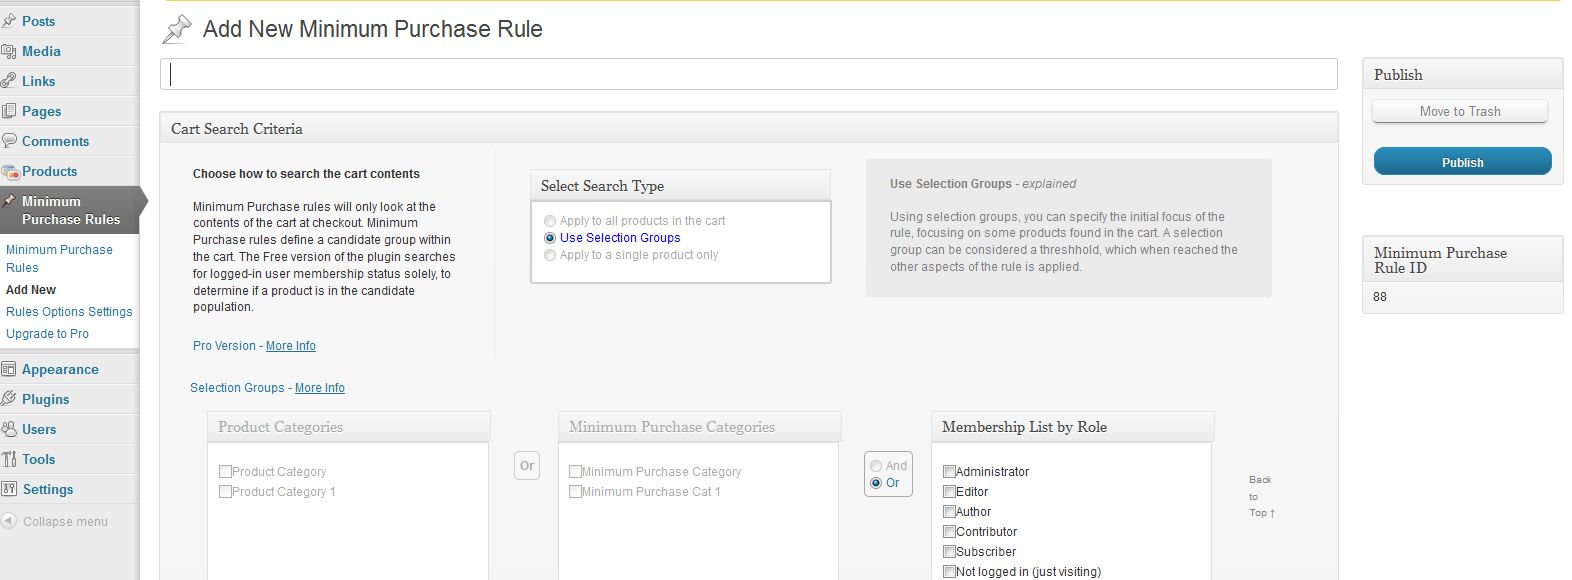 Posts
Media
Links
Pages
Comments
Products
Minimum
Purchase Rules
Minimum Purchase
Rules
Add New
Rules Options Settings
Upgrade to Pro
Appearance
Plugins
Users
Tools
Settings
Collapse menu
Add New Minimum Purchase Rule
Cart Search Criteria
Choose how to search the cart contents
Minimum Purchase rules will only look at the
contents of the cart at checkout. Minimum
Purchase rules define a candidate group within
the cart. The Free version of the plugin searches
for logged-in user membership status solely, to
determine if a product is in the candidate
population.
Pro Version - More Info
Select Search Type
Apply to all products in the cart
Use Selection Groups
Apply to a single product only
Use Selection Groups - explained
Using selection groups, you can specify the initial focus of the
rule, focusing on some products found in the cart. A selection
group can be considered a threshhold, which when reached the
other aspects of the rule is applied.
Selection Groups - More Info
Product Categories
Product Category
Product Category 1
Or
Minimum Purchase Categories
Minimum Purchase Category
Minimum Purchase Cat 1
And
Or
Membership List by Role
Administrator
Editor
Author
Contributor
Subscriber
Not logged in (just visiting)
Back
to
Top ↑
Publish
Move to Trash
Publish
Minimum Purchase
Rule ID
88